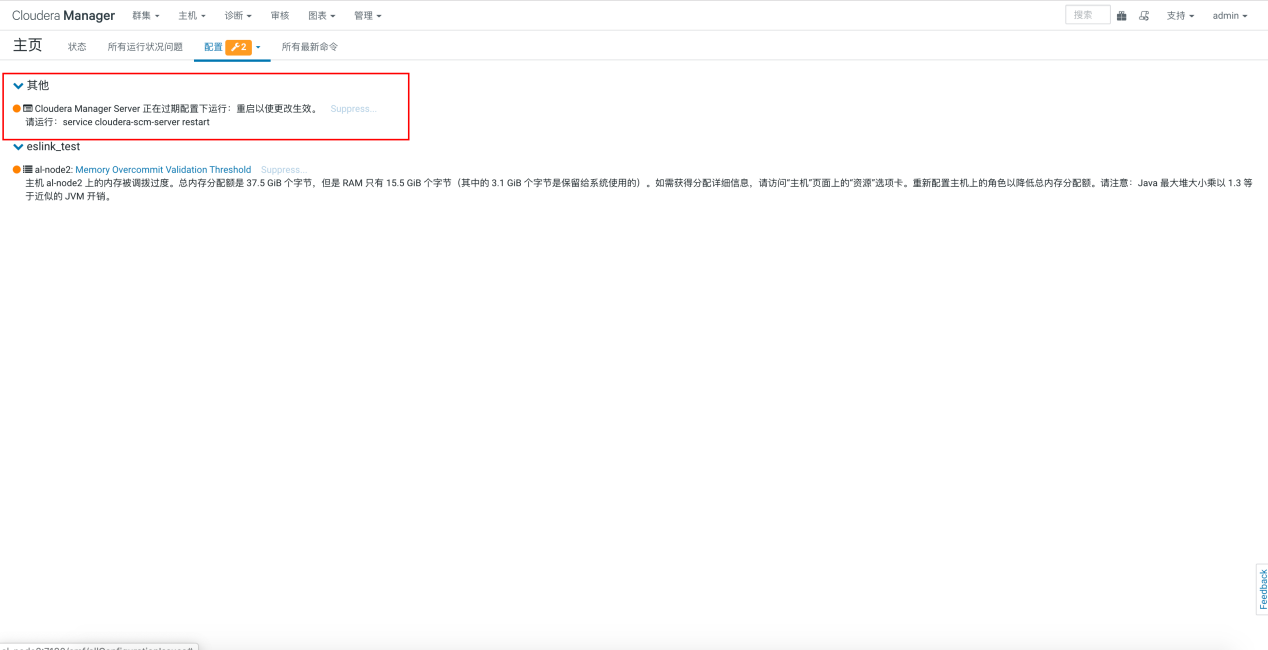 Cloudera Manager 群集 主机 诊断 审核 图表 管理 搜索 支持 admin
主页 状态 所有运行状况问题 配置 2 所有最新命令
其他
Cloudera Manager Server 正在过期配置下运行：重启以使更改生效。 Suppress...
请运行：service cloudera-scm-server restart
eslink_test
al-node2: Memory Overcommit Validation Threshold Suppress...
主机 al-node2 上的内存被调拨过度。总内存分配额是 37.5 GiB 个字节，但是 RAM 只有 15.5 GiB 个字节（其中的 3.1 GiB 个字节是保留给系统使用的）。如需获得分配详细信息，请访问“主机”页面上的“资源”选项卡。重新配置主机上的角色以降低总内存分配额。请注意：Java 最大堆大小乘以 1.3 等
于近似的 JVM 开销。
Feedback